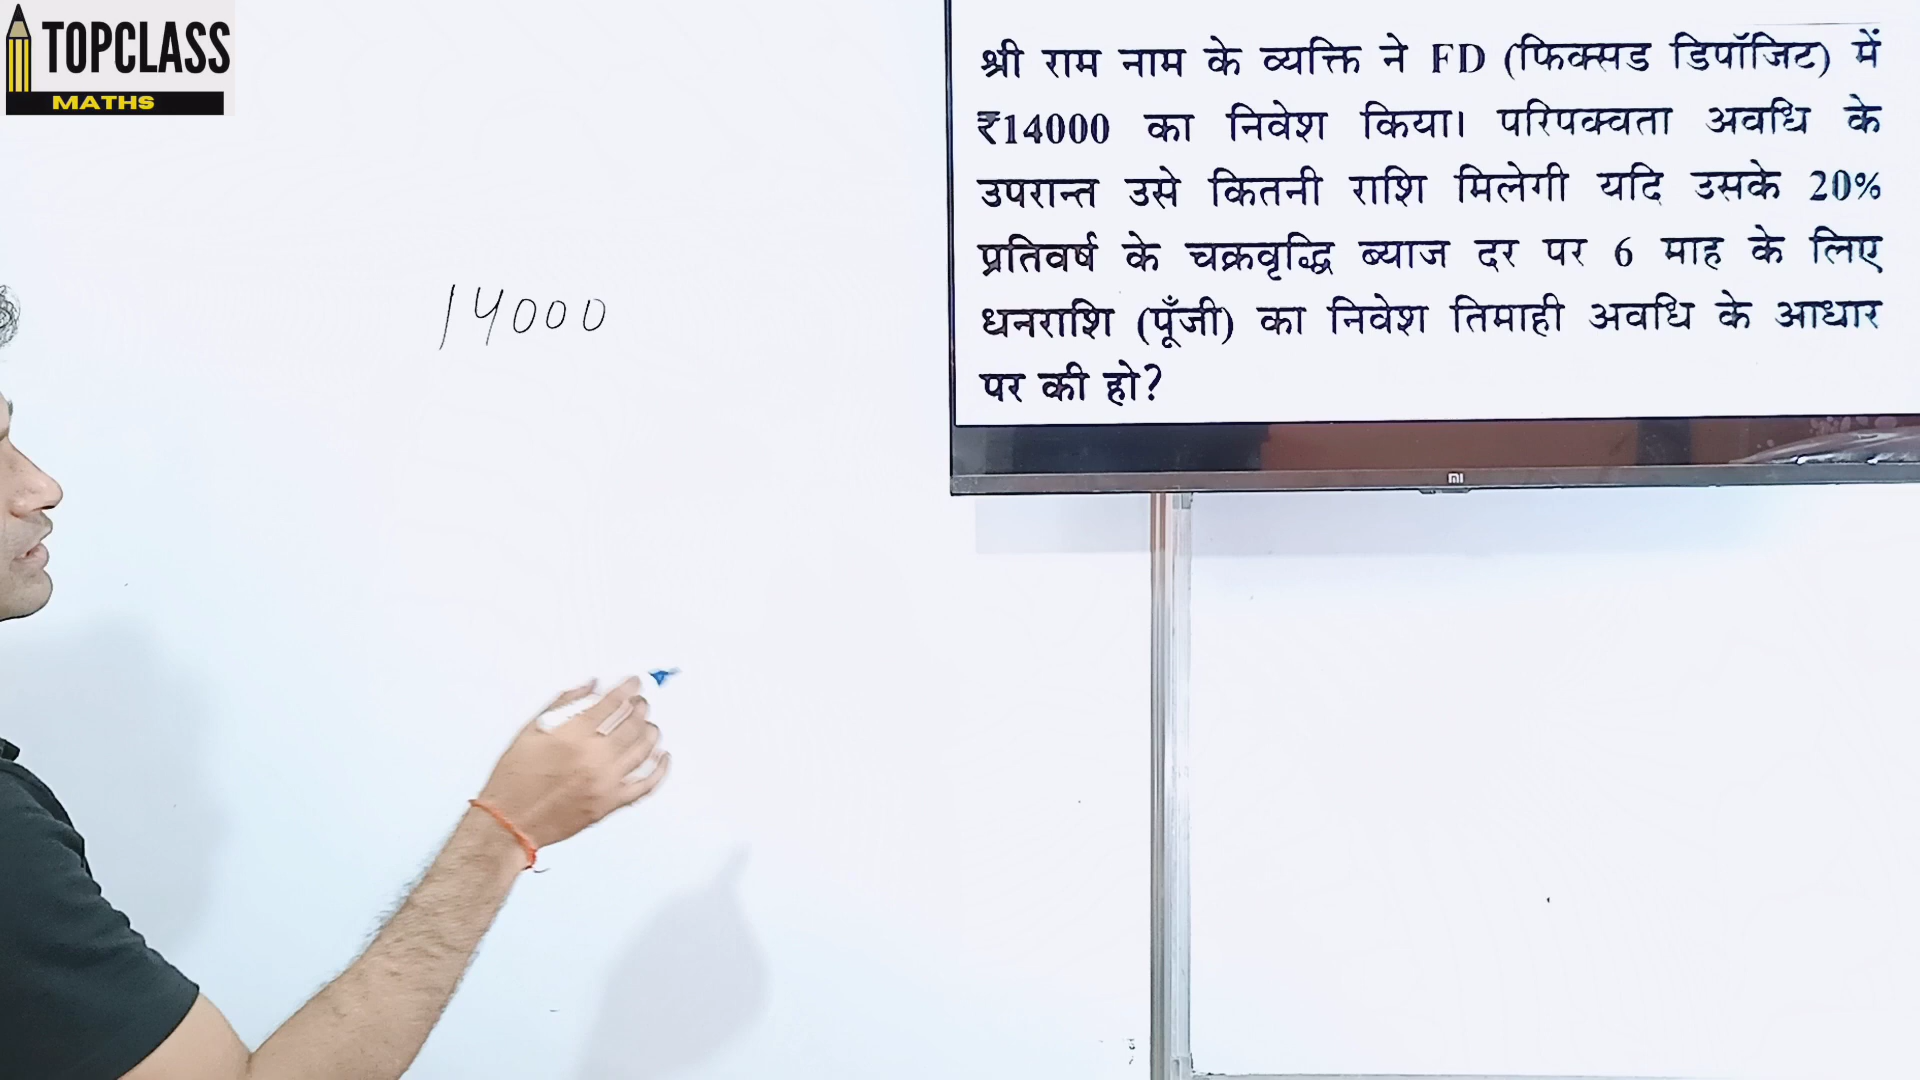 TOPCLASS
MATHS
14000
श्री राम नाम के व्यक्ति ने FD (फिक्सड डिपॉजिट) में
₹14000 का निवेश किया। परिपक्वता अवधि के
उपरान्त उसे कितनी राशि मिलेगी यदि उसके 20%
प्रतिवर्ष के चक्रवृद्धि ब्याज दर पर 6 माह के लिए
धनराशि (पूँजी) का निवेश तिमाही अवधि के आधार
पर की हो?
mi